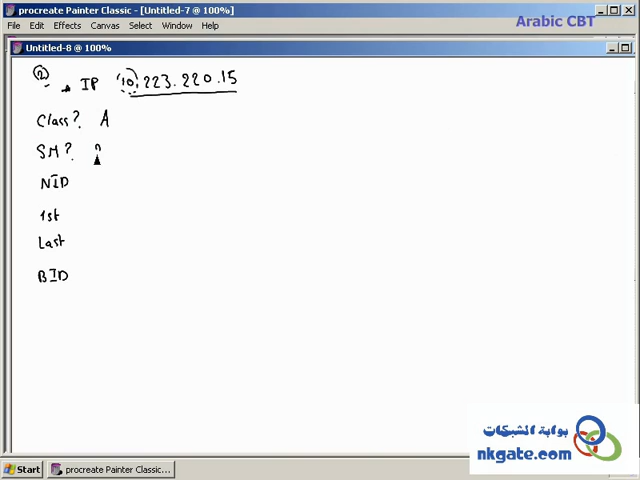 procreate Painter Classic - [Untitled-7 @ 100%]
Arabic CBT
File Edit Effects Canvas Movie Select Window Help
Untitled-8 @ 100%
2 IP 10.223.220.15
Class? A
SM?
NID
1st
Last
BID
بوابة الشبكات
nkgate.com
Start procreate Painter Classic...